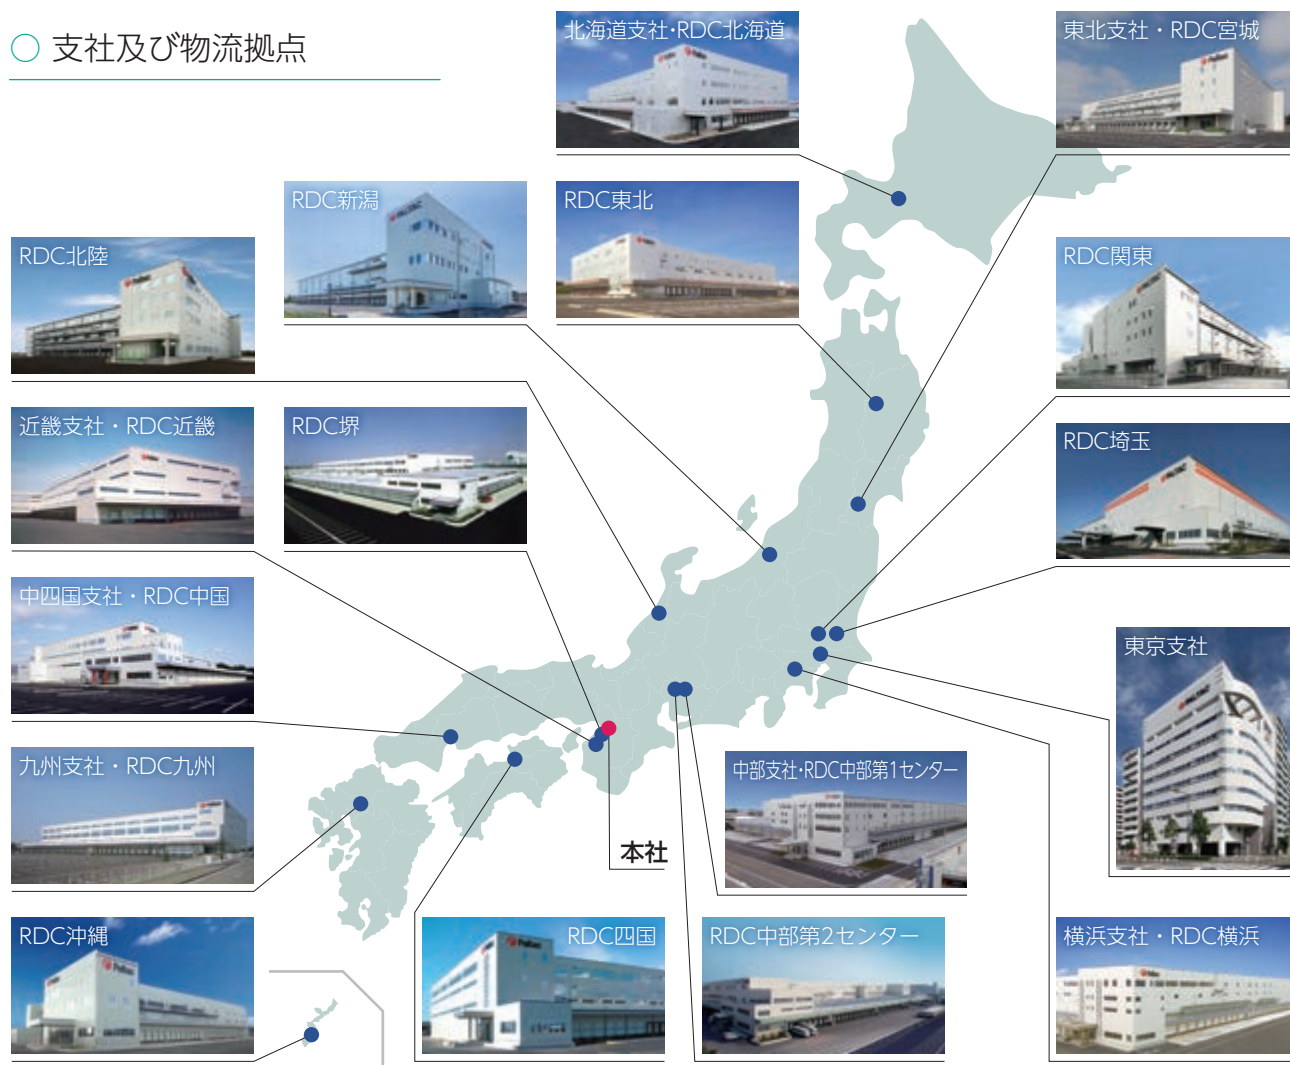 支社及び物流拠点
北海道支社・RDC北海道
東北支社・RDC宮城
RDC新潟
RDC東北
RDC北陸
RDC関東
近畿支社・RDC近畿
RDC堺
RDC埼玉
中四国支社・RDC中国
東京支社
九州支社・RDC九州
中部支社・RDC中部第1センター
本社
RDC沖縄
RDC四国
RDC中部第2センター
横浜支社・RDC横浜